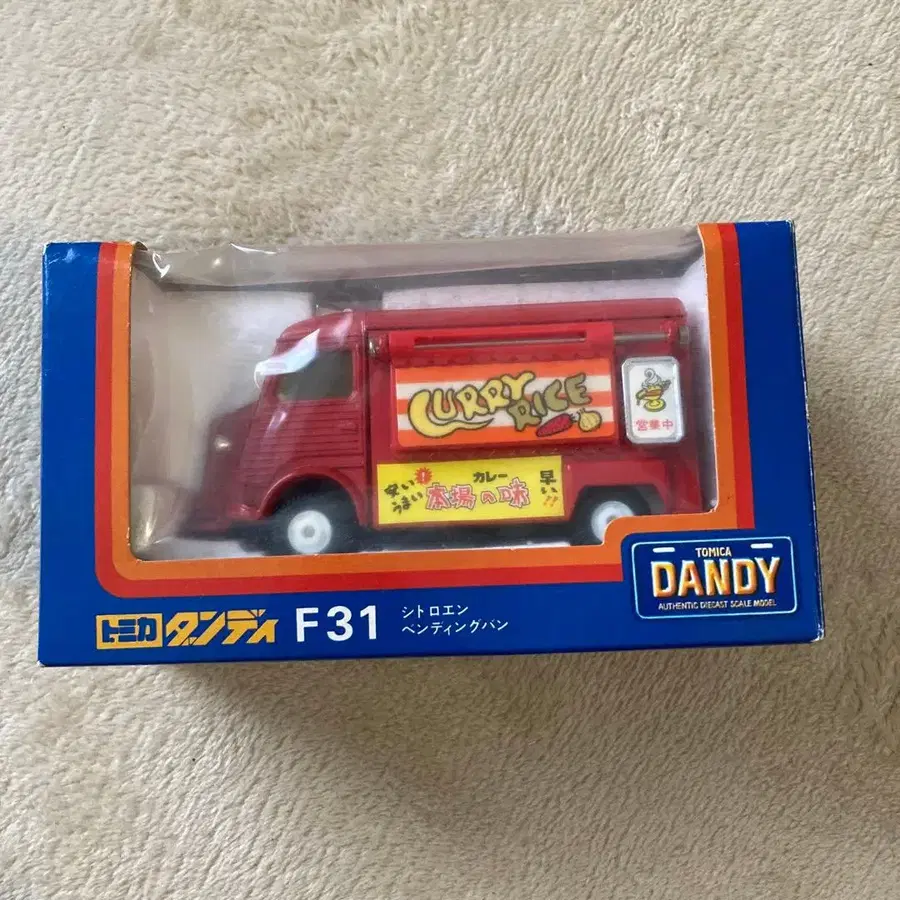 CURRY
RICE
営業中
安い
うまい
!
カレー
本場の味
早い!!
トミカ ダンディ F31 シトロエン
ベンディングバン
TOMICA
DANDY
AUTHENTIC DIECAST SCALE MODEL